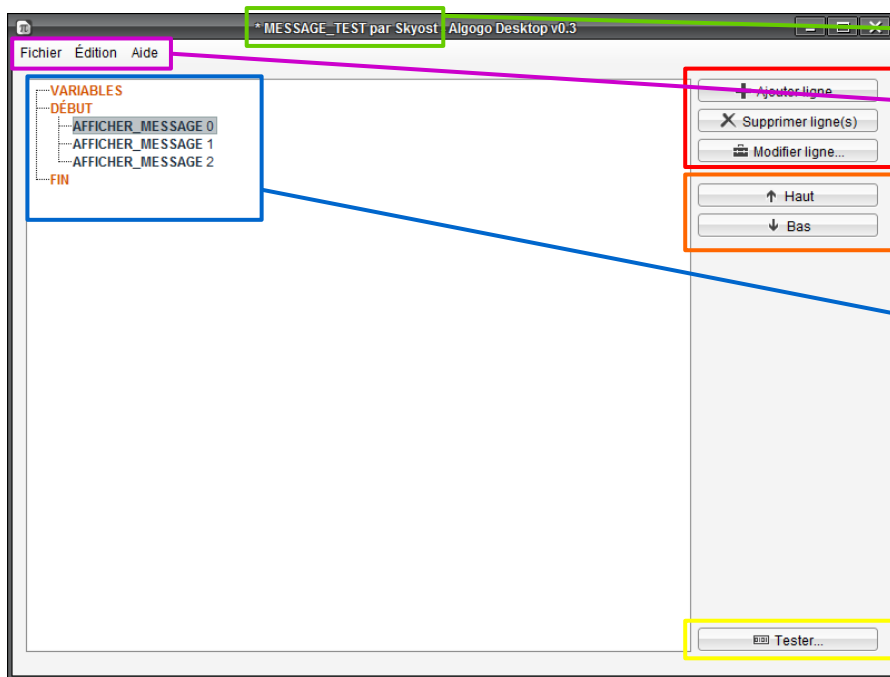 * MESSAGE_TEST par Skyost - Algogo Desktop v0.3
Fichier Édition Aide
VARIABLES
DÉBUT
AFFICHER_MESSAGE 0
AFFICHER_MESSAGE 1
AFFICHER_MESSAGE 2
FIN
Ajouter ligne...
Supprimer ligne(s)
Modifier ligne...
Haut
Bas
Tester...